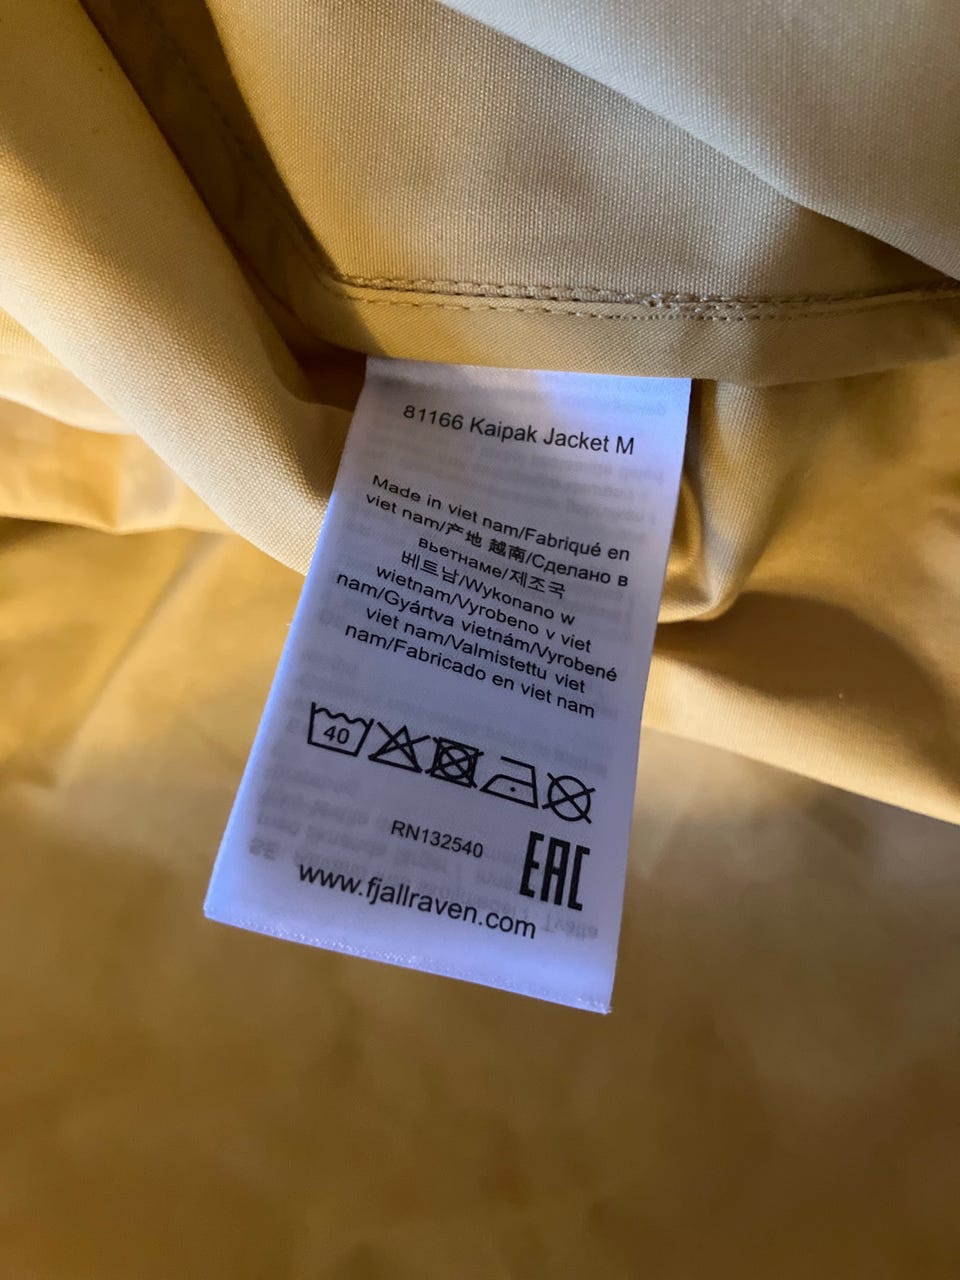 81166 Kaipak Jacket M
Made in viet nam/Fabriqué en
viet nam/产地 越南/Сделано в
вьетнаме/제조국
베트남/Wykonano w
wietnam/Vyrobeno v viet
nam/Gyártva vietnám/Vyrobené
viet nam/Valmistettu viet
nam/Fabricado en viet nam
40
RN132540
EAC
www.fjallraven.com